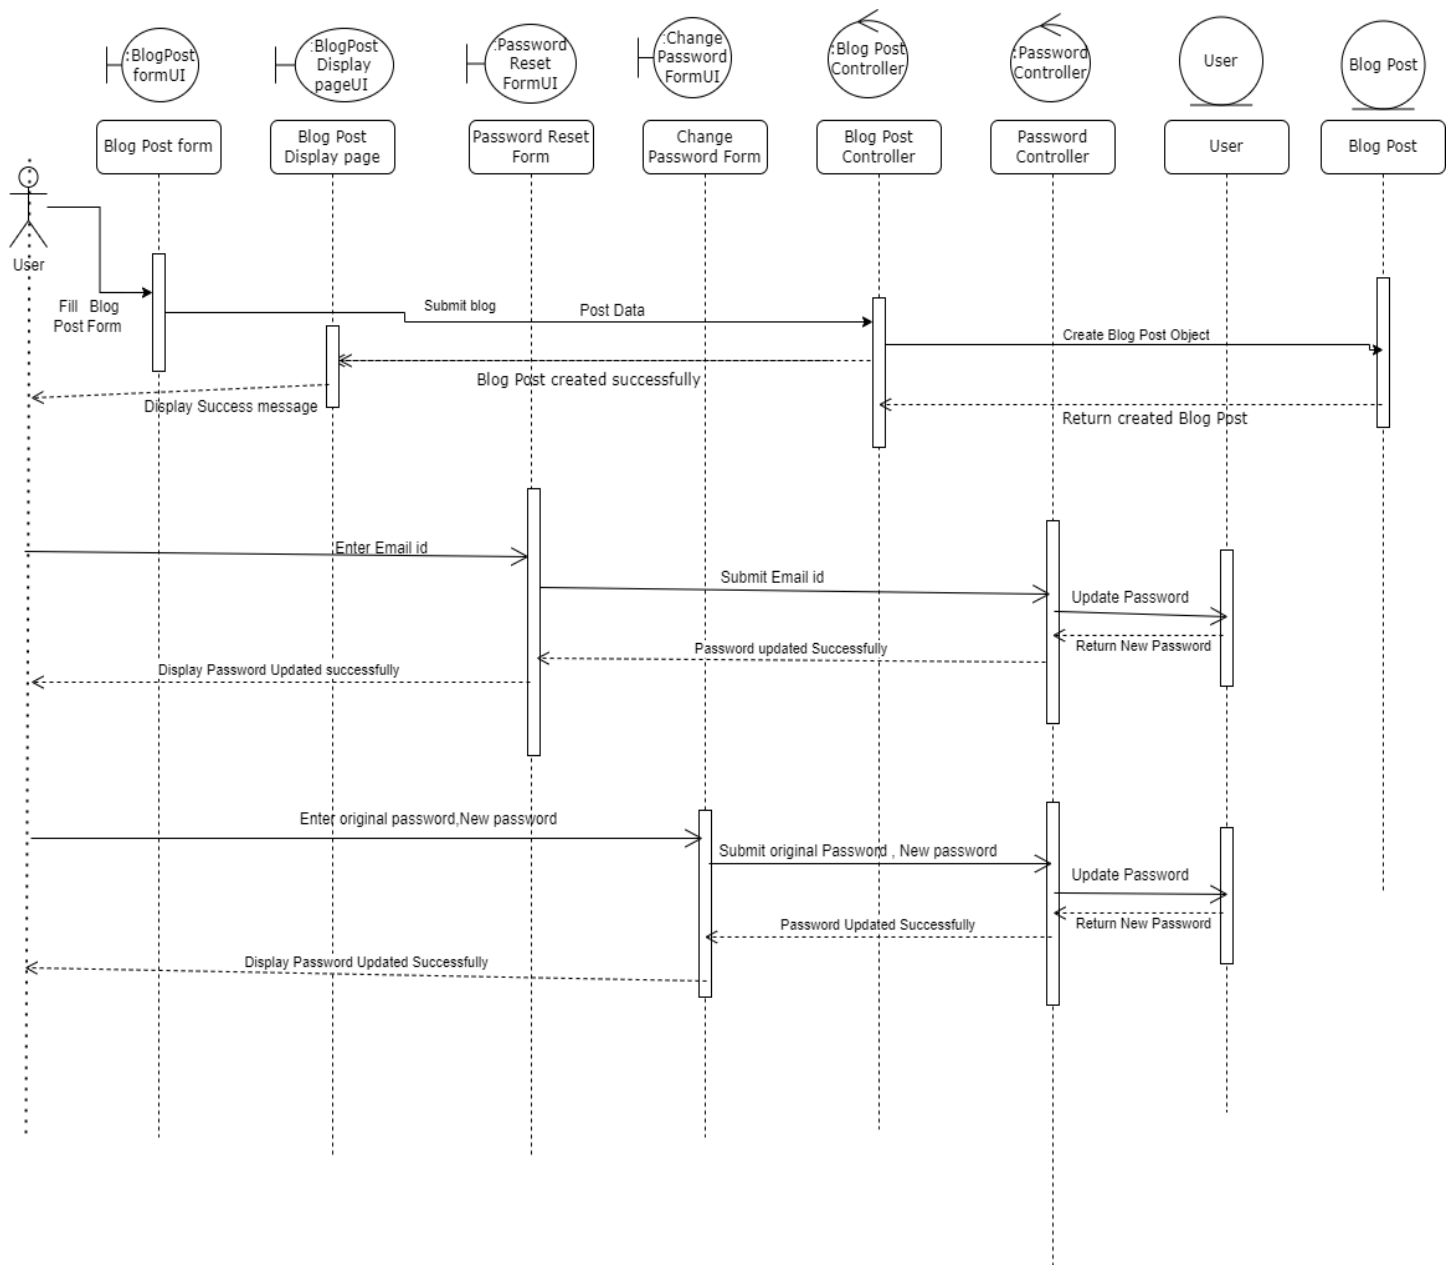 :BlogPost
formUI
:BlogPost
Display
pageUI
:Password
Reset
FormUI
:Change
Password
FormUI
:Blog Post
Controller
:Password
Controller
User
Blog Post
Blog Post form
Blog Post
Display page
Password Reset
Form
Change
Password Form
Blog Post
Controller
Password
Controller
User
Blog Post
User
Fill Blog
Post Form
Submit blog
Post Data
Create Blog Post Object
Blog Post created successfully
Display Success message
Return created Blog Post
Enter Email id
Submit Email id
Update Password
Return New Password
Password updated Successfully
Display Password Updated successfully
Enter original password,New password
Submit original Password , New password
Update Password
Return New Password
Password Updated Successfully
Display Password Updated Successfully